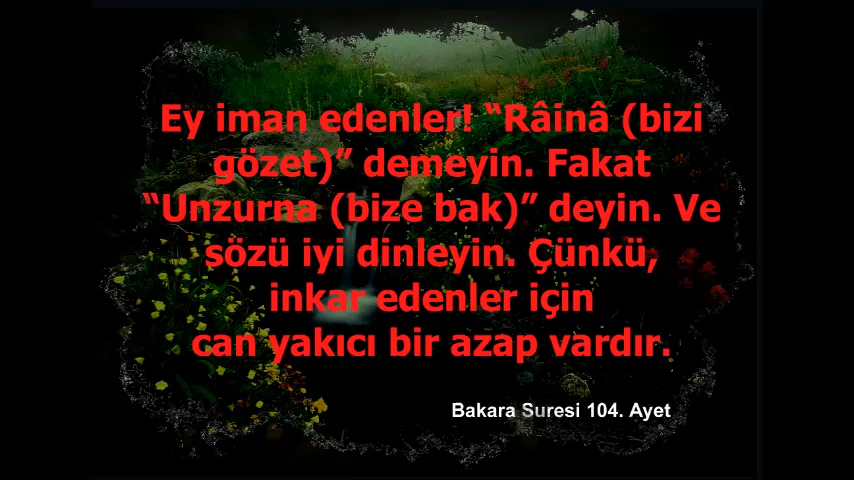 Ey iman edenler! “Râinâ (bizi
gözet)” demeyin. Fakat
“Unzurna (bize bak)” deyin. Ve
sözü iyi dinleyin. Çünkü,
inkar edenler için
can yakıcı bir azap vardır.
Bakara Suresi 104. Ayet